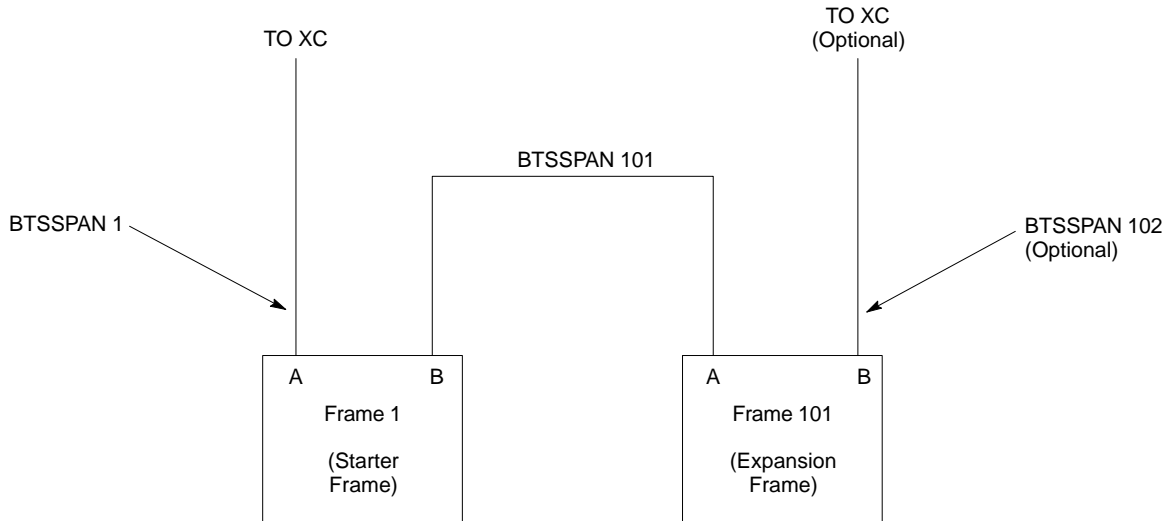 TO XC
TO XC
(Optional)
BTSSPAN 101
BTSSPAN 1
BTSSPAN 102
(Optional)
A
B
Frame 1
(Starter
Frame)
A
B
Frame 101
(Expansion
Frame)